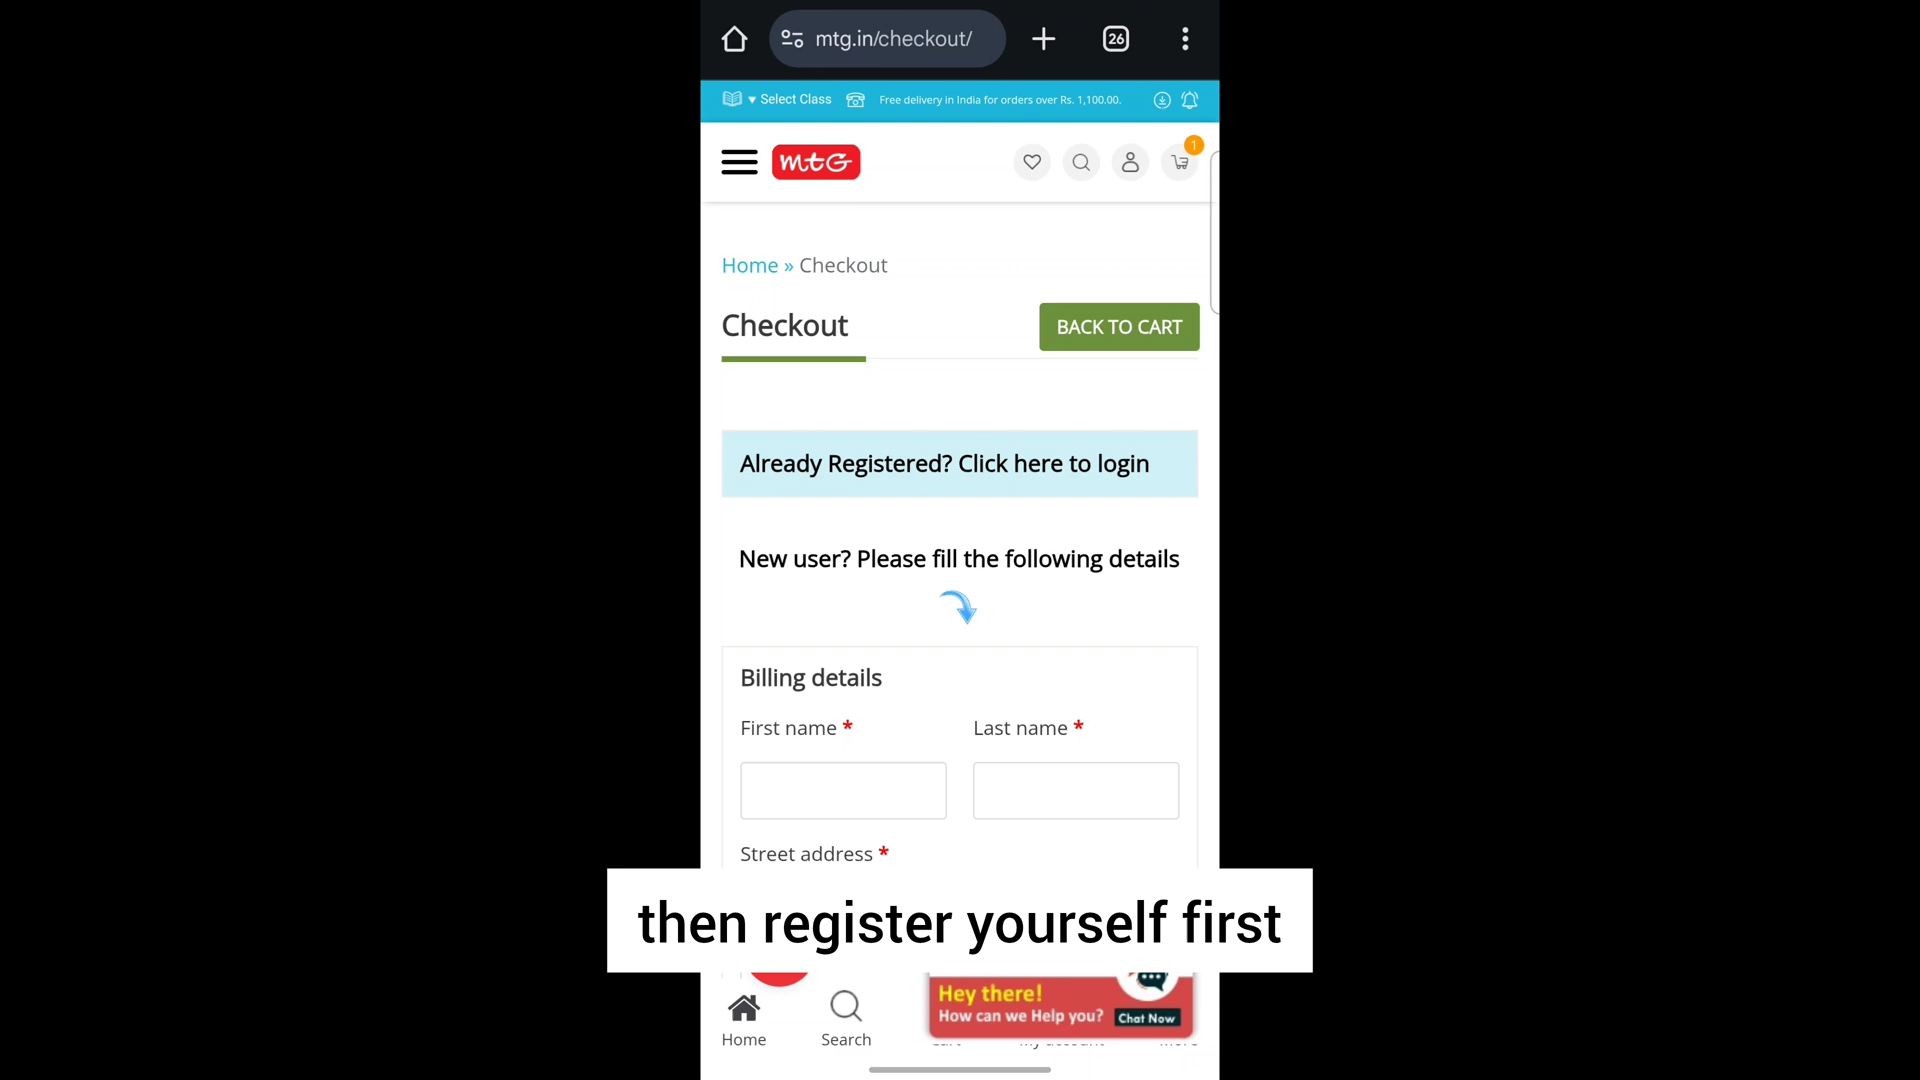 mtg.in/checkout/
26
▾ Select Class
Free delivery in India for orders over Rs. 1,100.00.
mtG
1
Home » Checkout
Checkout
BACK TO CART
Already Registered? Click here to login
New user? Please fill the following details
Billing details
First name *
Last name *
Street address *
then register yourself first
Hey there!
How can we Help you?
Chat Now
Home
Search